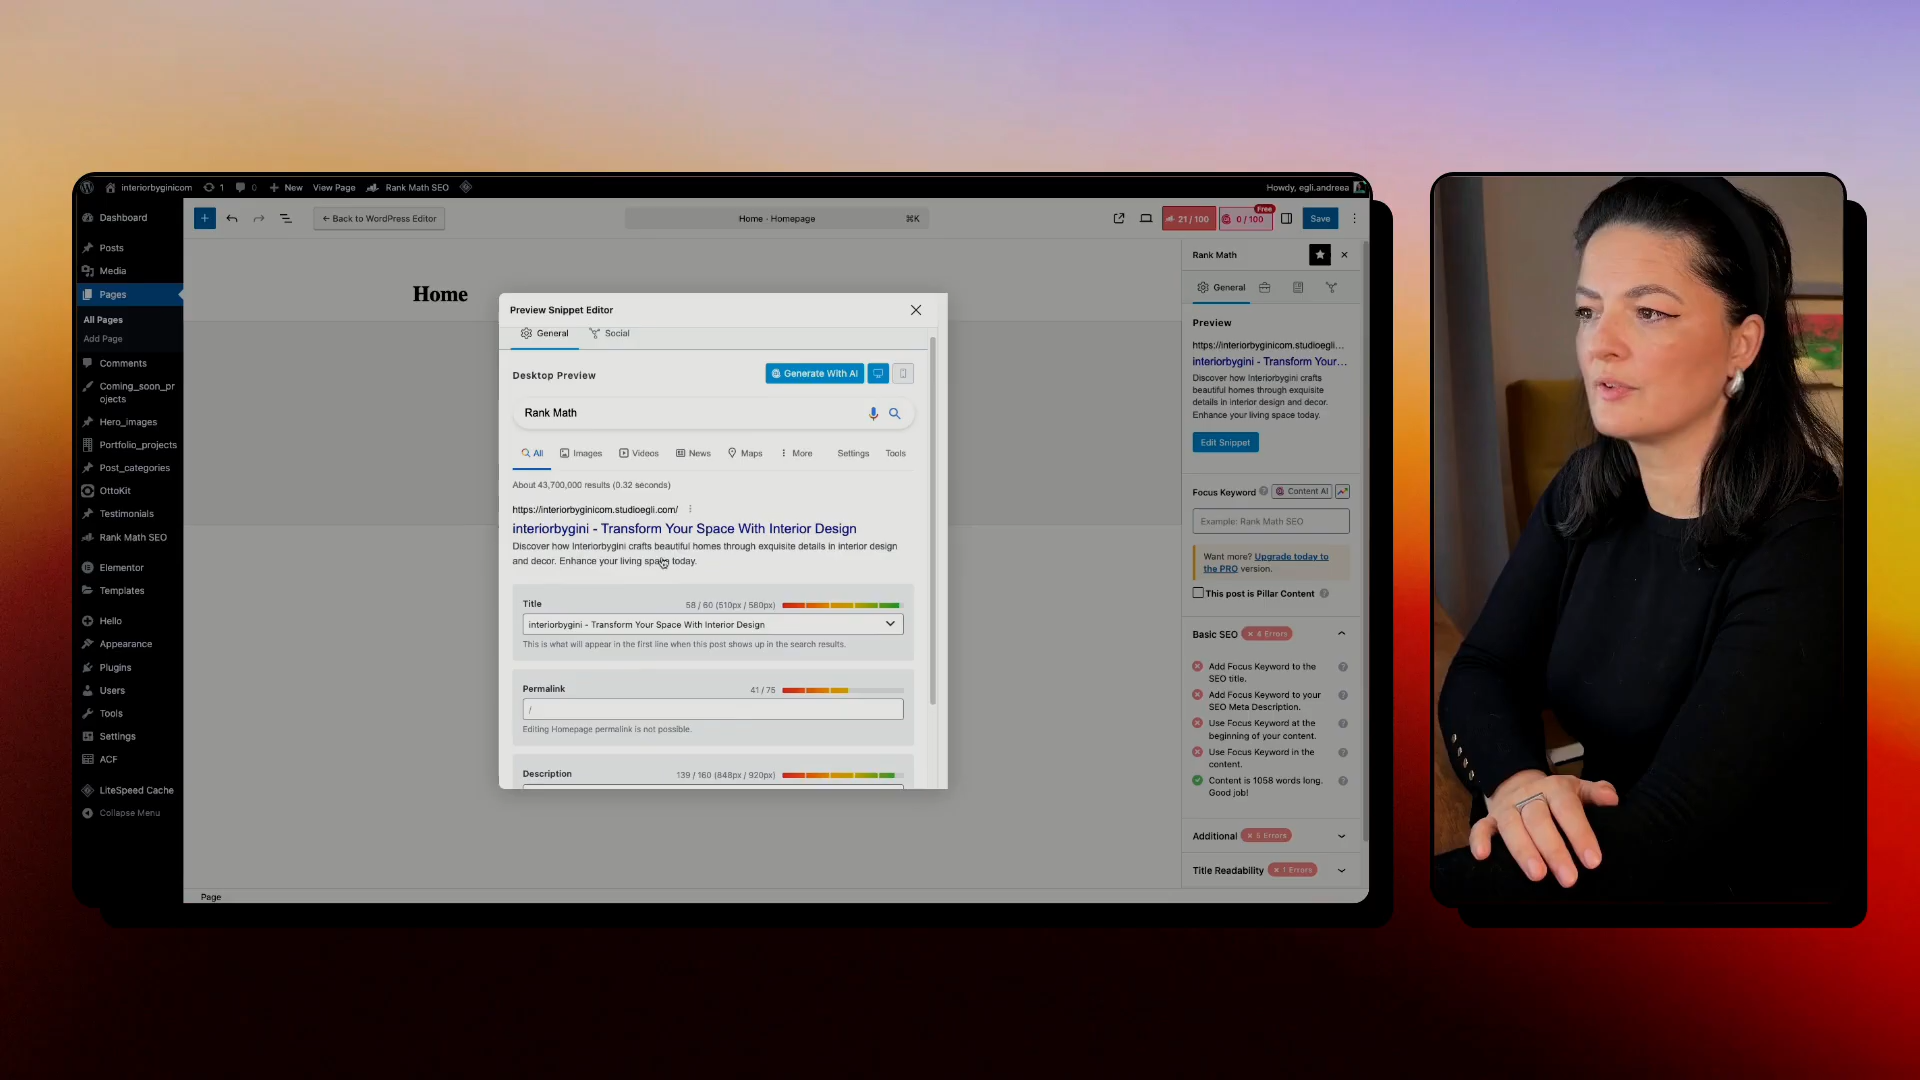 interiorbyginicom
1
0
New
View Page
Rank Math SEO
Howdy, egli.andreea
Dashboard
Posts
Media
Pages
All Pages
Add Page
Comments
Coming_soon_pr
ojects
Hero_images
Portfolio_projects
Post_categories
OttoKit
Testimonials
Rank Math SEO
Elementor
Templates
Hello
Appearance
Plugins
Users
Tools
Settings
ACF
LiteSpeed Cache
Collapse Menu
← Back to WordPress Editor
Home · Homepage
⌘K
21 / 100
0 / 100
Free
Save
Home
Preview Snippet Editor
General
Social
Desktop Preview
Generate With AI
Rank Math
All
Images
Videos
News
Maps
More
Settings
Tools
About 43,700,000 results (0.32 seconds)
https://interiorbyginicom.studioegli.com/
interiorbygini - Transform Your Space With Interior Design
Discover how Interiorbygini crafts beautiful homes through exquisite details in interior design
and decor. Enhance your living space today.
Title
58 / 60 (510px / 580px)
interiorbygini - Transform Your Space With Interior Design
This is what will appear in the first line when this post shows up in the search results.
Permalink
41 / 75
/
Editing Homepage permalink is not possible.
Description
139 / 160 (848px / 920px)
Rank Math
General
Preview
https://interiorbyginicom.studioegli...
interiorbygini - Transform Your...
Discover how Interiorbygini crafts
beautiful homes through exquisite
details in interior design and decor.
Enhance your living space today.
Edit Snippet
Focus Keyword
Content AI
Example: Rank Math SEO
Want more? Upgrade today to
the PRO version.
This post is Pillar Content
Basic SEO
× 4 Errors
Add Focus Keyword to the
SEO title.
Add Focus Keyword to your
SEO Meta Description.
Use Focus Keyword at the
beginning of your content.
Use Focus Keyword in the
content.
Content is 1058 words long.
Good job!
Additional
× 5 Errors
Title Readability
× 1 Errors
Page